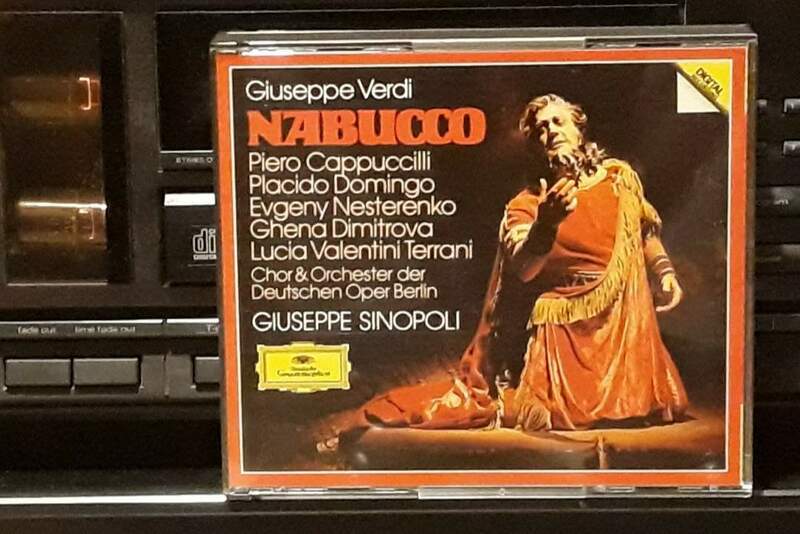 Giuseppe Verdi
NABUCCO
Piero Cappuccilli
Placido Domingo
Evgeny Nesterenko
Ghena Dimitrova
Lucia Valentini Terrani
Chor & Orchester der
Deutschen Oper Berlin
GIUSEPPE SINOPOLI
Deutsche
Grammophon
DIGITAL
fade out
time fade out